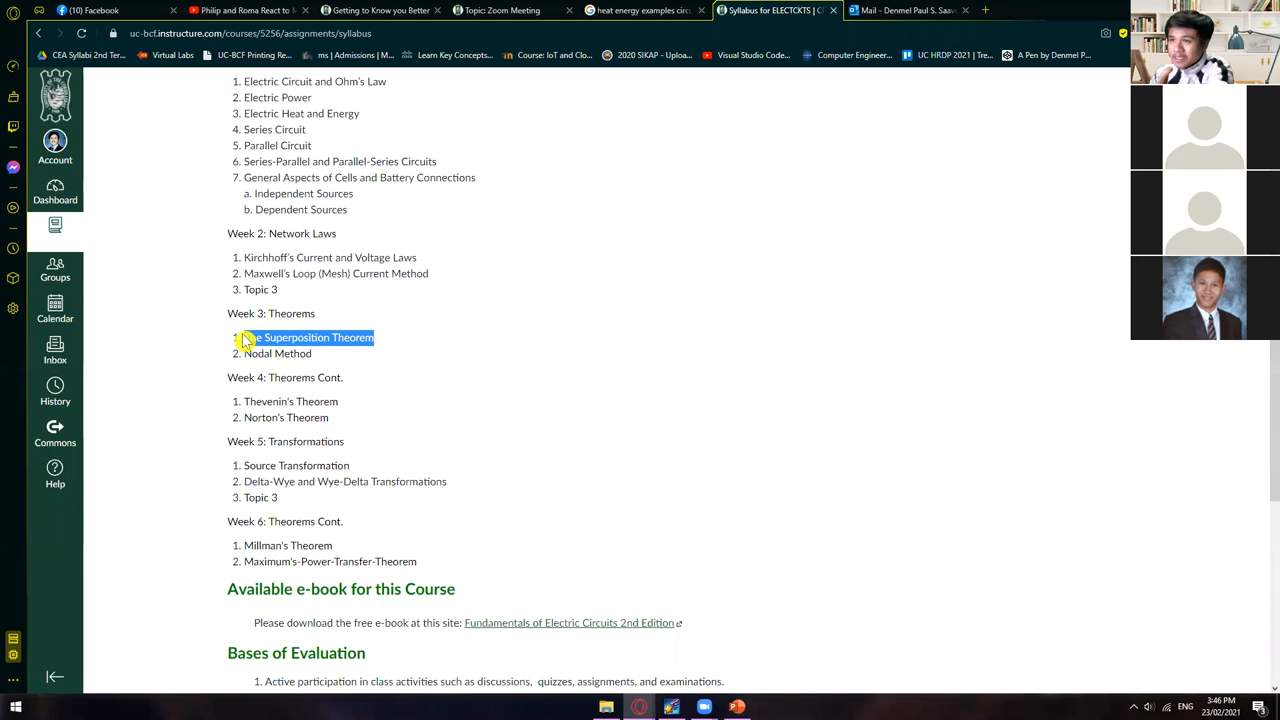 (10) Facebook
Philip and Roma React to M
Getting to Know you Better
Topic: Zoom Meeting
heat energy examples circu
Syllabus for ELECTCKTS | C
Mail - Denmel Paul S. Saav
uc-bcf.instructure.com/courses/5256/assignments/syllabus
CEA Syllabi 2nd Ter...
Virtual Labs
UC-BCF Printing Re...
ms | Admissions | M...
Learn Key Concepts...
Course: IoT and Clo...
2020 SIKAP - Uploa...
Visual Studio Code...
Computer Engineer...
UC HRDP 2021 | Tre...
A Pen by Denmel P...
Account
Dashboard
Groups
Calendar
Inbox
History
Commons
Help
1. Electric Circuit and Ohm's Law
2. Electric Power
3. Electric Heat and Energy
4. Series Circuit
5. Parallel Circuit
6. Series-Parallel and Parallel-Series Circuits
7. General Aspects of Cells and Battery Connections
a. Independent Sources
b. Dependent Sources
Week 2: Network Laws
1. Kirchhoff's Current and Voltage Laws
2. Maxwell's Loop (Mesh) Current Method
3. Topic 3
Week 3: Theorems
1. The Superposition Theorem
2. Nodal Method
Week 4: Theorems Cont.
1. Thevenin's Theorem
2. Norton's Theorem
Week 5: Transformations
1. Source Transformation
2. Delta-Wye and Wye-Delta Transformations
3. Topic 3
Week 6: Theorems Cont.
1. Millman's Theorem
2. Maximum's-Power-Transfer-Theorem
Available e-book for this Course
Please download the free e-book at this site: Fundamentals of Electric Circuits 2nd Edition
Bases of Evaluation
1. Active participation in class activities such as discussions, quizzes, assignments, and examinations.
ENG
3:46 PM
23/02/2021